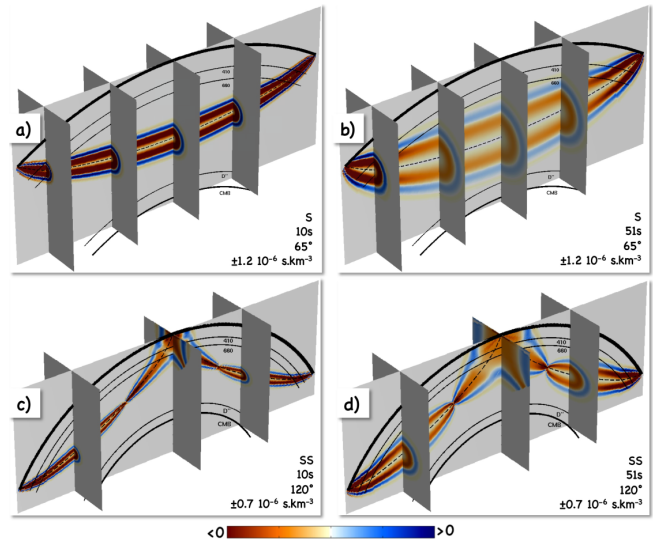 410
660
a)
D"
CMB
S
10s
65°
±1.2 10⁻⁶ s.km⁻³
410
660
b)
D"
CMB
S
51s
65°
±1.2 10⁻⁶ s.km⁻³
410
660
c)
D"
CMB
SS
10s
120°
±0.7 10⁻⁶ s.km⁻³
410
660
d)
D"
CMB
SS
51s
120°
±0.7 10⁻⁶ s.km⁻³
<0 >0